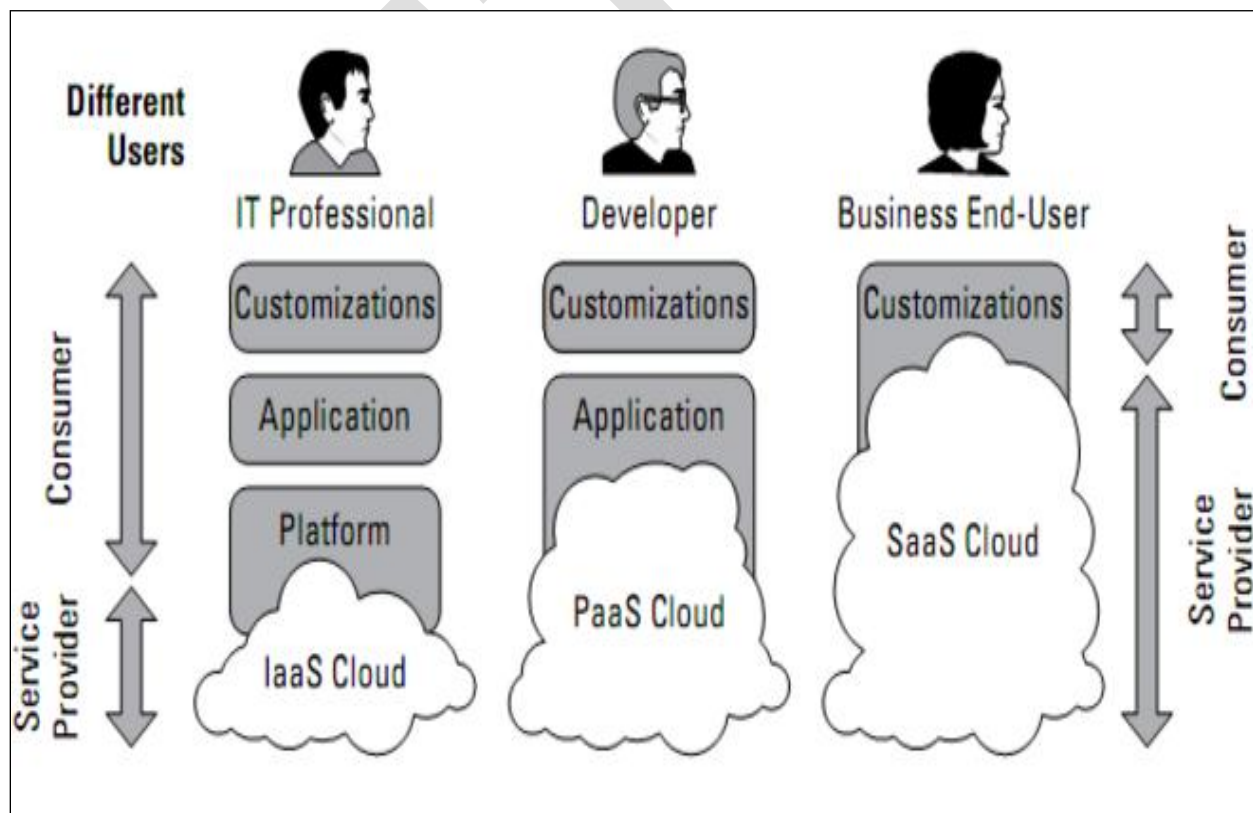 Different
Users
IT Professional
Developer
Business End-User
Customizations
Customizations
Customizations
Consumer
Consumer
Application
Application
Platform
SaaS Cloud
Service
Provider
PaaS Cloud
IaaS Cloud
Service
Provider